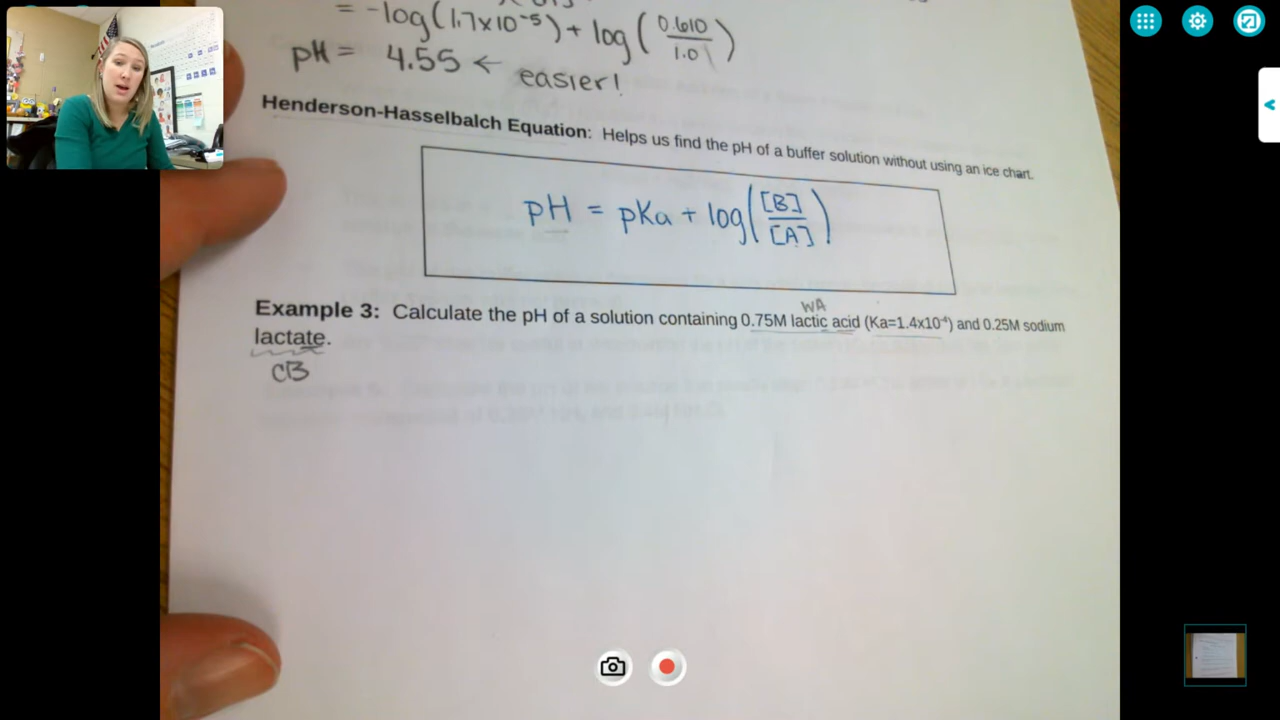 = -log(1.7x10⁻⁵) + log(0.610/1.0)
pH = 4.55 ← easier!
Henderson-Hasselbalch Equation: Helps us find the pH of a buffer solution without using an ice chart.
pH = pKa + log([B]/[A])
WA
Example 3: Calculate the pH of a solution containing 0.75M lactic acid (Ka=1.4x10⁻⁴) and 0.25M sodium
lactate.
CB